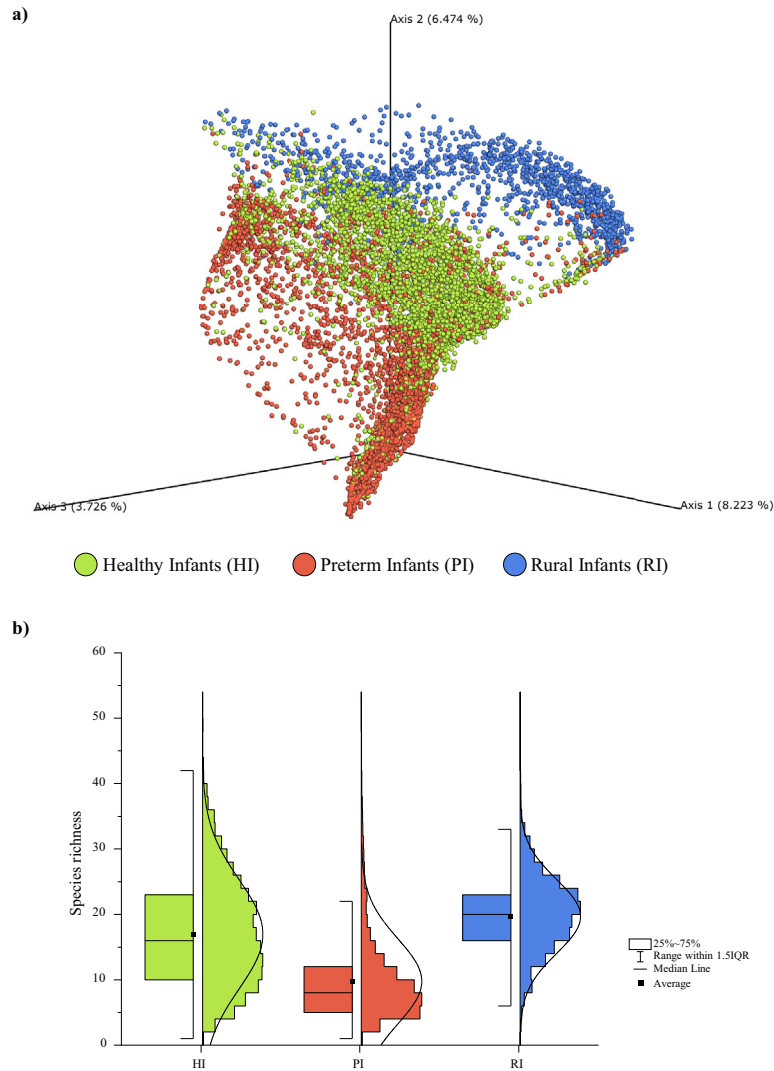 a)
Axis 2 (6.474 %)
Axis 3 (3.726 %)
Axis 1 (8.223 %)
Healthy Infants (HI)
Preterm Infants (PI)
Rural Infants (RI)
b)
60
50
40
30
20
10
0
Species richness
HI
PI
RI
25%~75%
Range within 1.5IQR
Median Line
Average